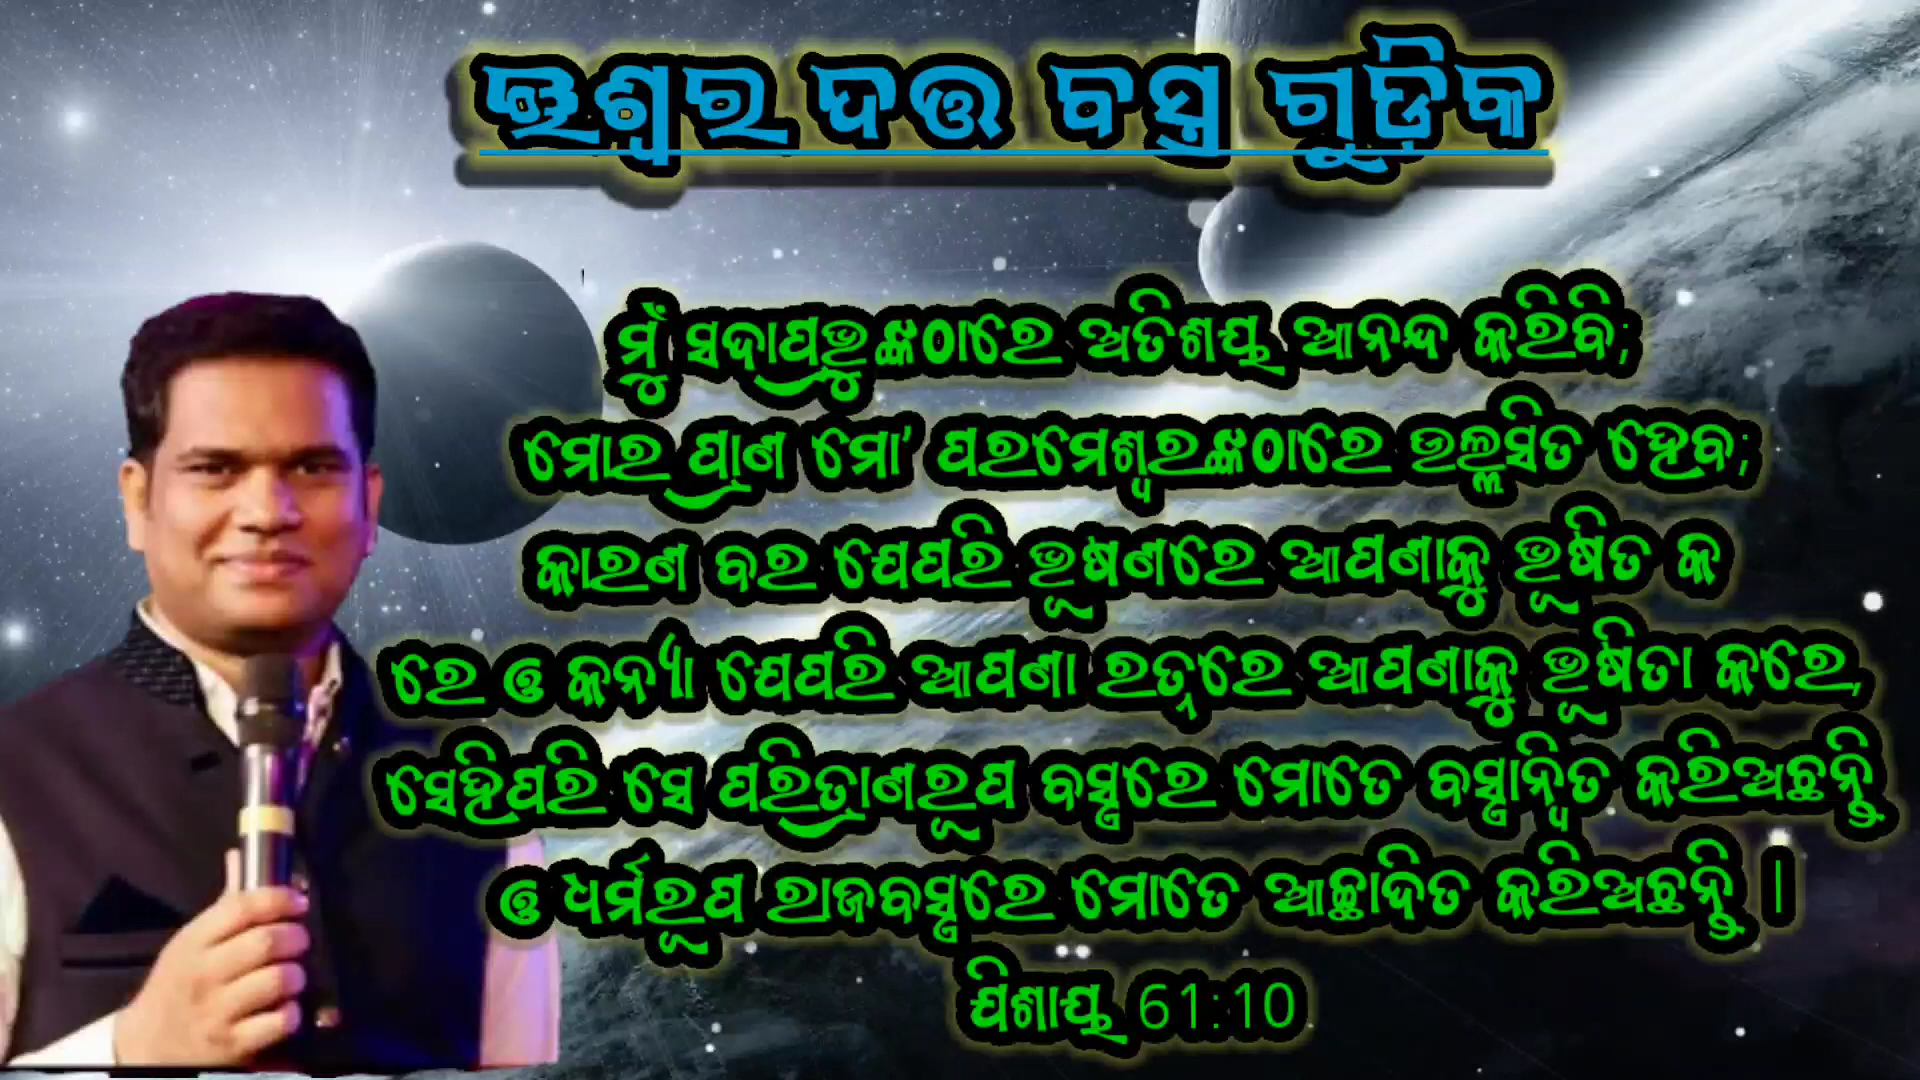 ଈଶ୍ୱର ଦତ୍ତ ବସ୍ତ୍ର ଗୁଡ଼ିକ
ମୁଁ ସଦାପ୍ରଭୁଙ୍କଠାରେ ଅତିଶୟ ଆନନ୍ଦ କରିବି;
ମୋର ପ୍ରାଣ ମୋ' ପରମେଶ୍ୱରଙ୍କଠାରେ ଉଲ୍ଲସିତ ହେବ;
କାରଣ ବର ଯେପରି ଭୂଷଣରେ ଆପଣାକୁ ଭୂଷିତ କ
ରେ ଓ କନ୍ୟା ଯେପରି ଆପଣା ରତ୍ନରେ ଆପଣାକୁ ଭୂଷିତା କରେ,
ସେହିପରି ସେ ପରିତ୍ରାଣରୂପ ବସ୍ତ୍ରରେ ମୋତେ ବସ୍ତ୍ରାନ୍ୱିତ କରିଅଛନ୍ତି
ଓ ଧର୍ମରୂପ ରାଜବସ୍ତ୍ରରେ ମୋତେ ଆଚ୍ଛାଦିତ କରିଅଛନ୍ତି |
ଯିଶାୟ 61:10